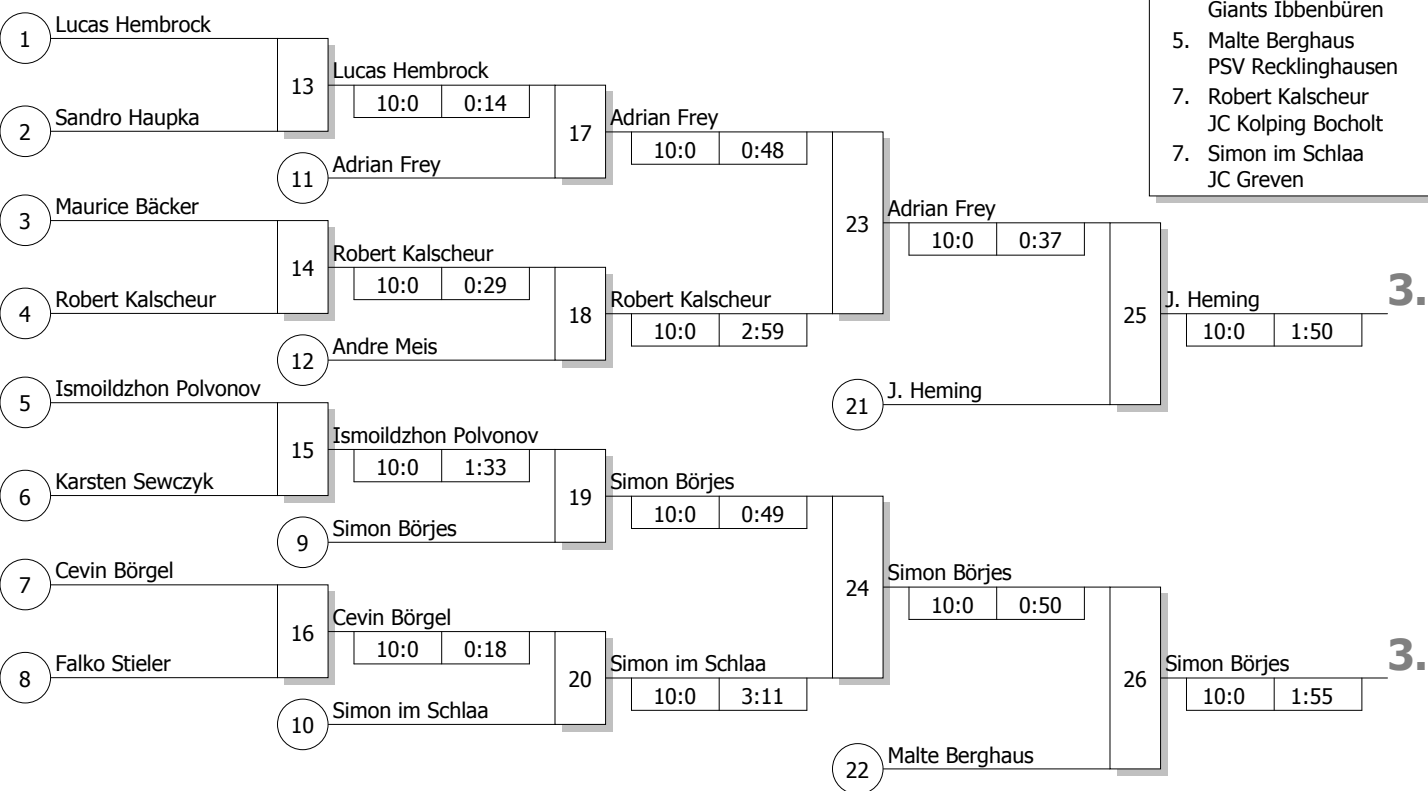 Giants Ibbenbüren
5. Malte Berghaus
PSV Recklinghausen
7. Robert Kalscheur
JC Kolping Bocholt
7. Simon im Schlaa
JC Greven
1 Lucas Hembrock
2 Sandro Haupka
13 Lucas Hembrock
10:0 0:14
11 Adrian Frey
17 Adrian Frey
10:0 0:48
3 Maurice Bäcker
4 Robert Kalscheur
14 Robert Kalscheur
10:0 0:29
12 Andre Meis
18 Robert Kalscheur
10:0 2:59
23 Adrian Frey
10:0 0:37
21 J. Heming
25 J. Heming 3.
10:0 1:50
5 Ismoildzhon Polvonov
6 Karsten Sewczyk
15 Ismoildzhon Polvonov
10:0 1:33
9 Simon Börjes
19 Simon Börjes
10:0 0:49
7 Cevin Börgel
8 Falko Stieler
16 Cevin Börgel
10:0 0:18
10 Simon im Schlaa
20 Simon im Schlaa
10:0 3:11
24 Simon Börjes
10:0 0:50
22 Malte Berghaus
26 Simon Börjes 3.
10:0 1:55